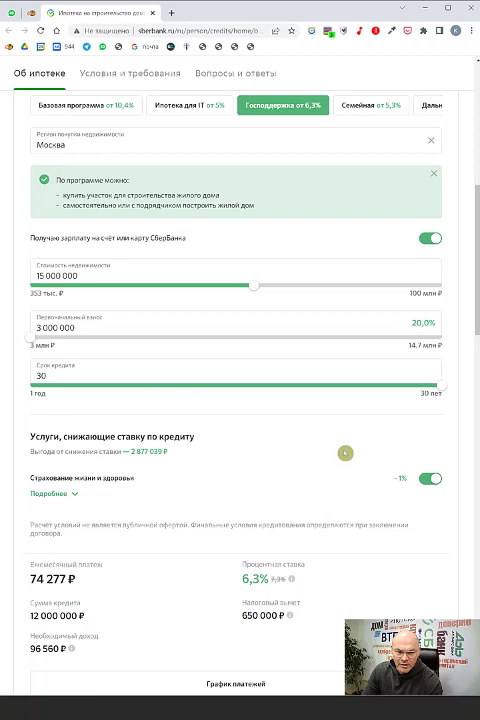 Ипотека на строительство дом
Не защищено
sberbank.ru/ru/person/credits/home/b...
944
почта
Об ипотеке
Условия и требования
Вопросы и ответы
Базовая программа от 10,4%
Ипотека для IT от 5%
Господдержка от 6,3%
Семейная от 5,3%
Даль
Регион покупки недвижимости
Москва
По программе можно:
- купить участок для строительства жилого дома
- самостоятельно или с подрядчиком построить жилой дом
Получаю зарплату на счёт или карту СберБанка
Стоимость недвижимости
15 000 000
353 тыс. ₽
100 млн ₽
Первоначальный взнос
3 000 000
20,0%
3 млн ₽
14.7 млн ₽
Срок кредита
30
1 год
30 лет
Услуги, снижающие ставку по кредиту
Выгода от снижения ставки — 2 877 039 ₽
Страхование жизни и здоровья
-1%
Подробнее
Расчёт условий не является публичной офертой. Финальные условия кредитования определяются при заключении
договора.
Ежемесячный платеж
74 277 ₽
Процентная ставка
6,3% 7,3%
Сумма кредита
12 000 000 ₽
Налоговый вычет
650 000 ₽
Необходимый доход
96 560 ₽
График платежей
ДОМА
ВТБ